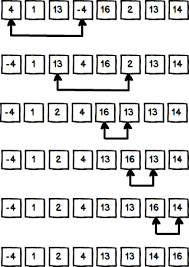 4 1 13 -4 16 2 13 14
-4 1 13 4 16 2 13 14
-4 1 2 4 16 13 13 14
-4 1 2 4 13 16 13 14
-4 1 2 4 13 13 16 14
-4 1 2 4 13 13 14 16